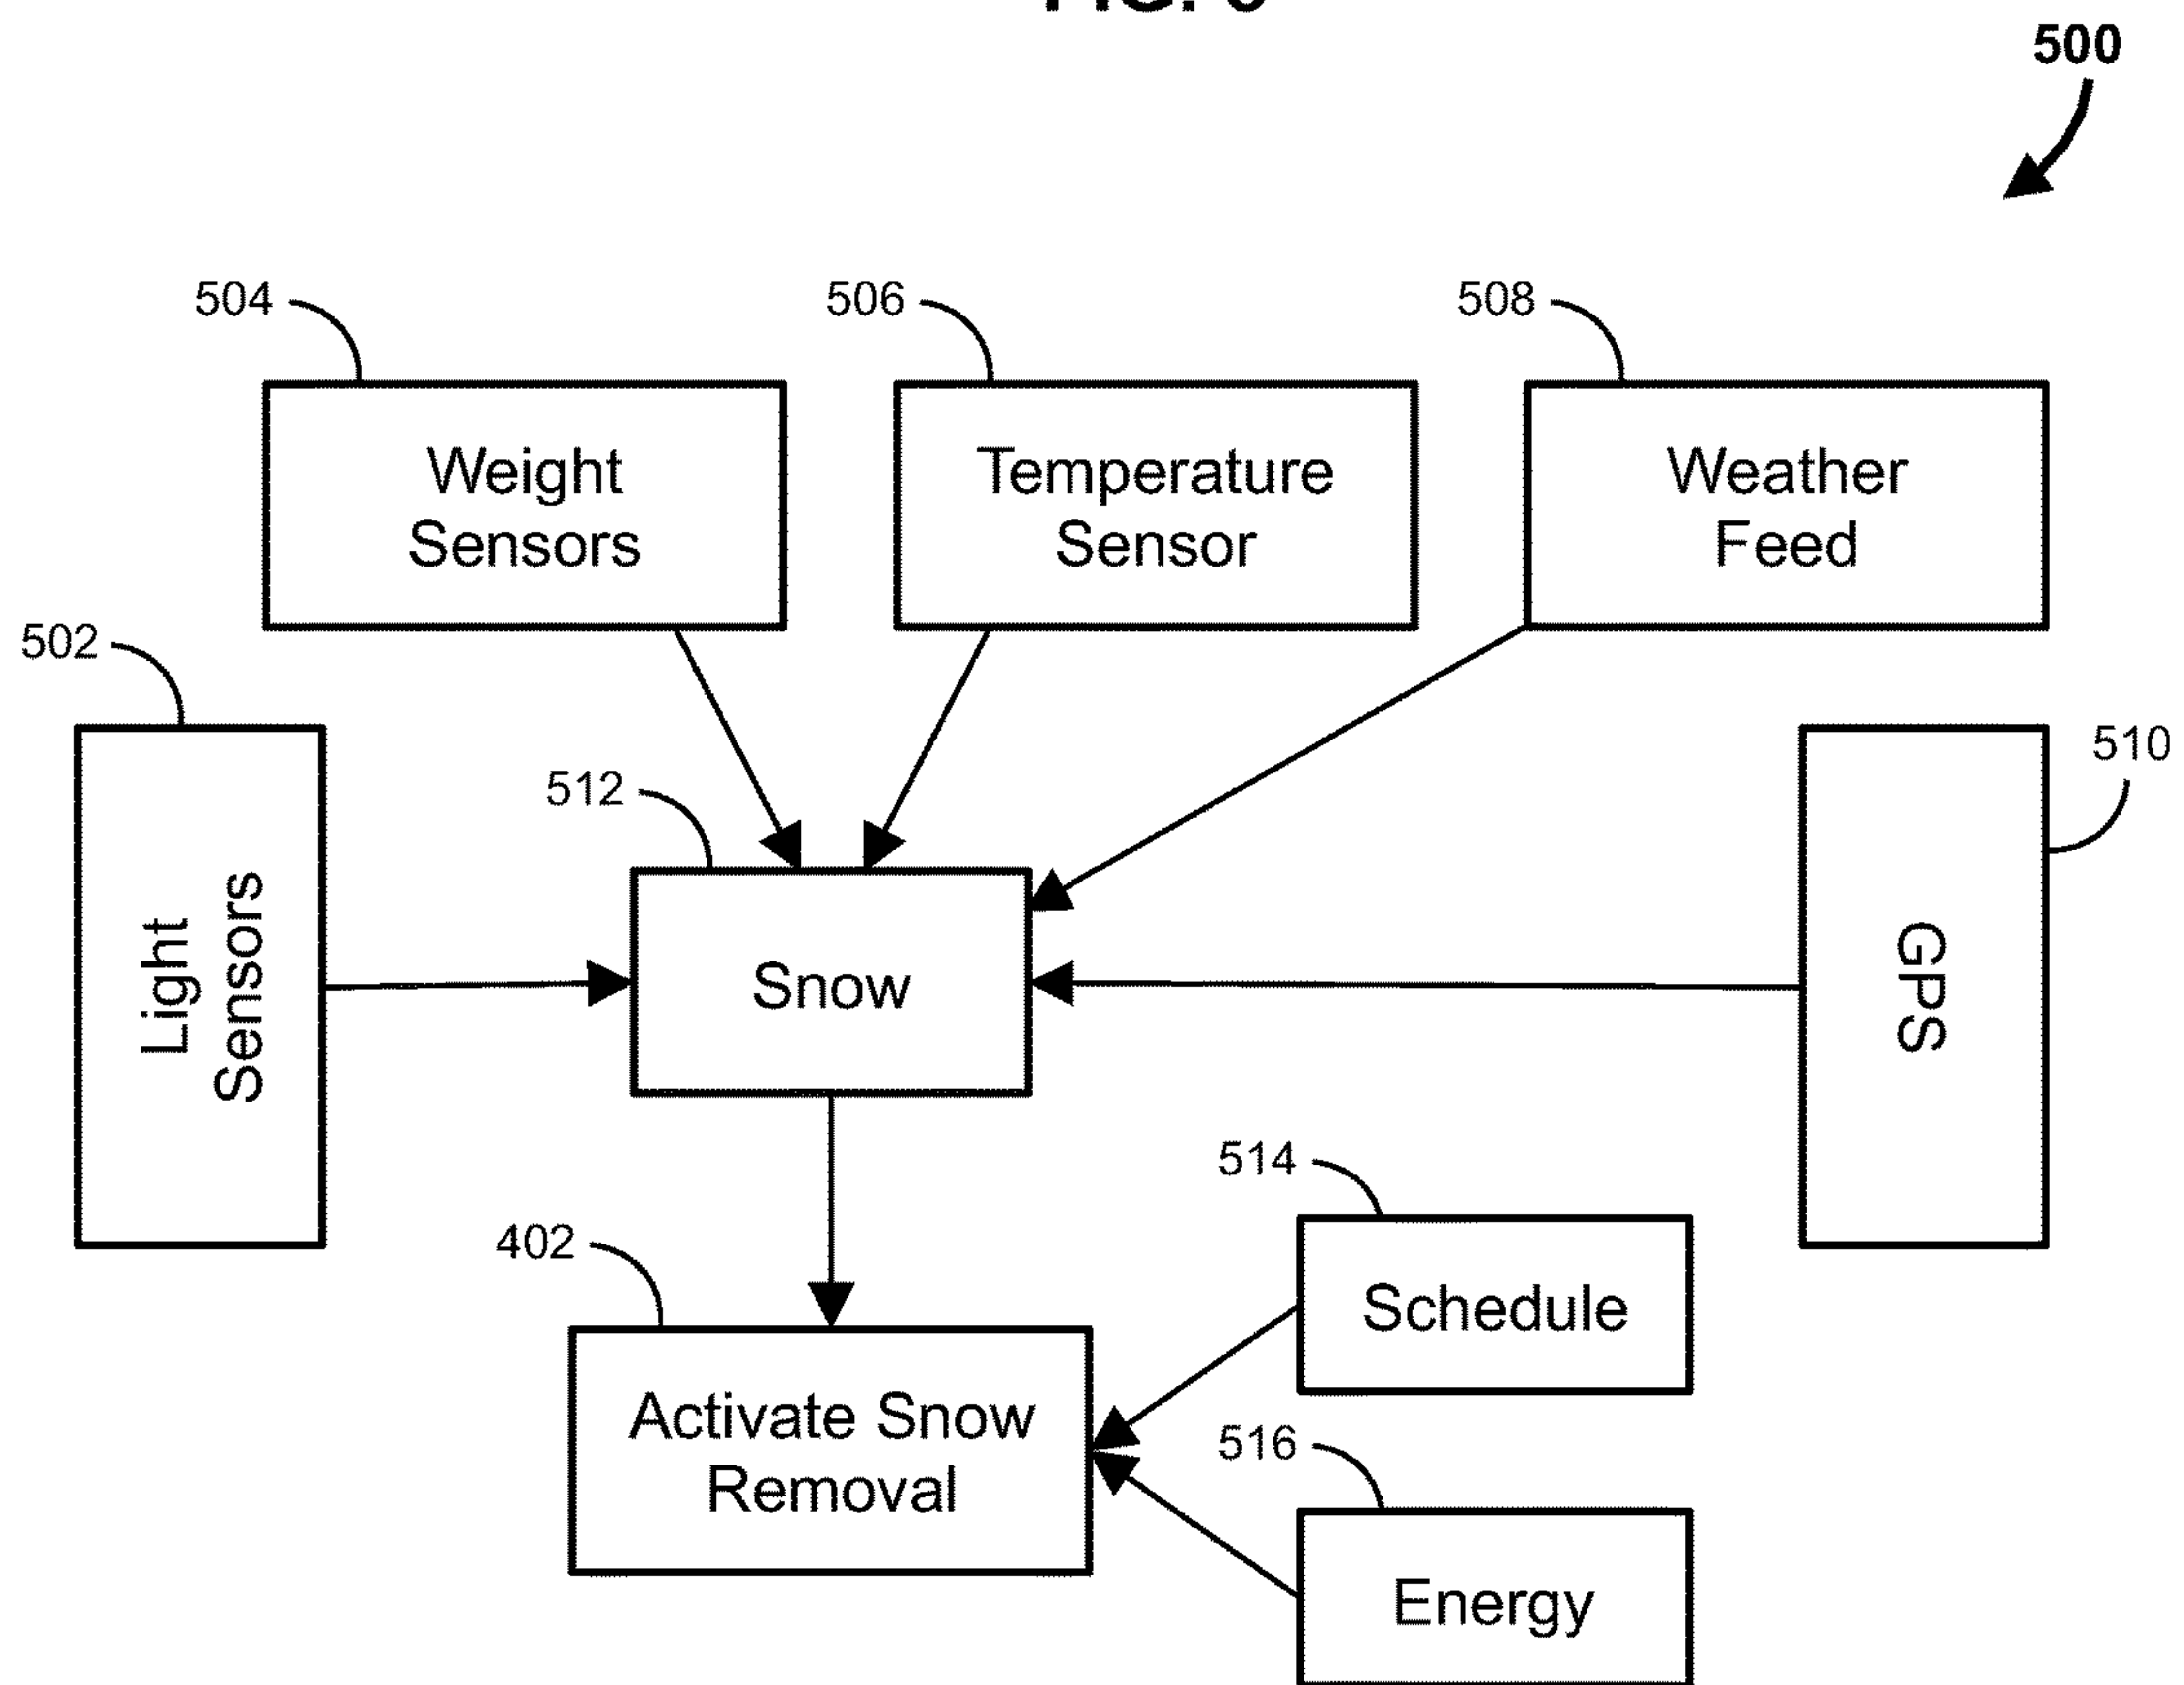 500
504
506
508
Weight
Sensors
Temperature
Sensor
Weather
Feed
502
510
512
Light
Sensors
Snow
GPS
514
402
Schedule
Activate Snow
Removal
516
Energy